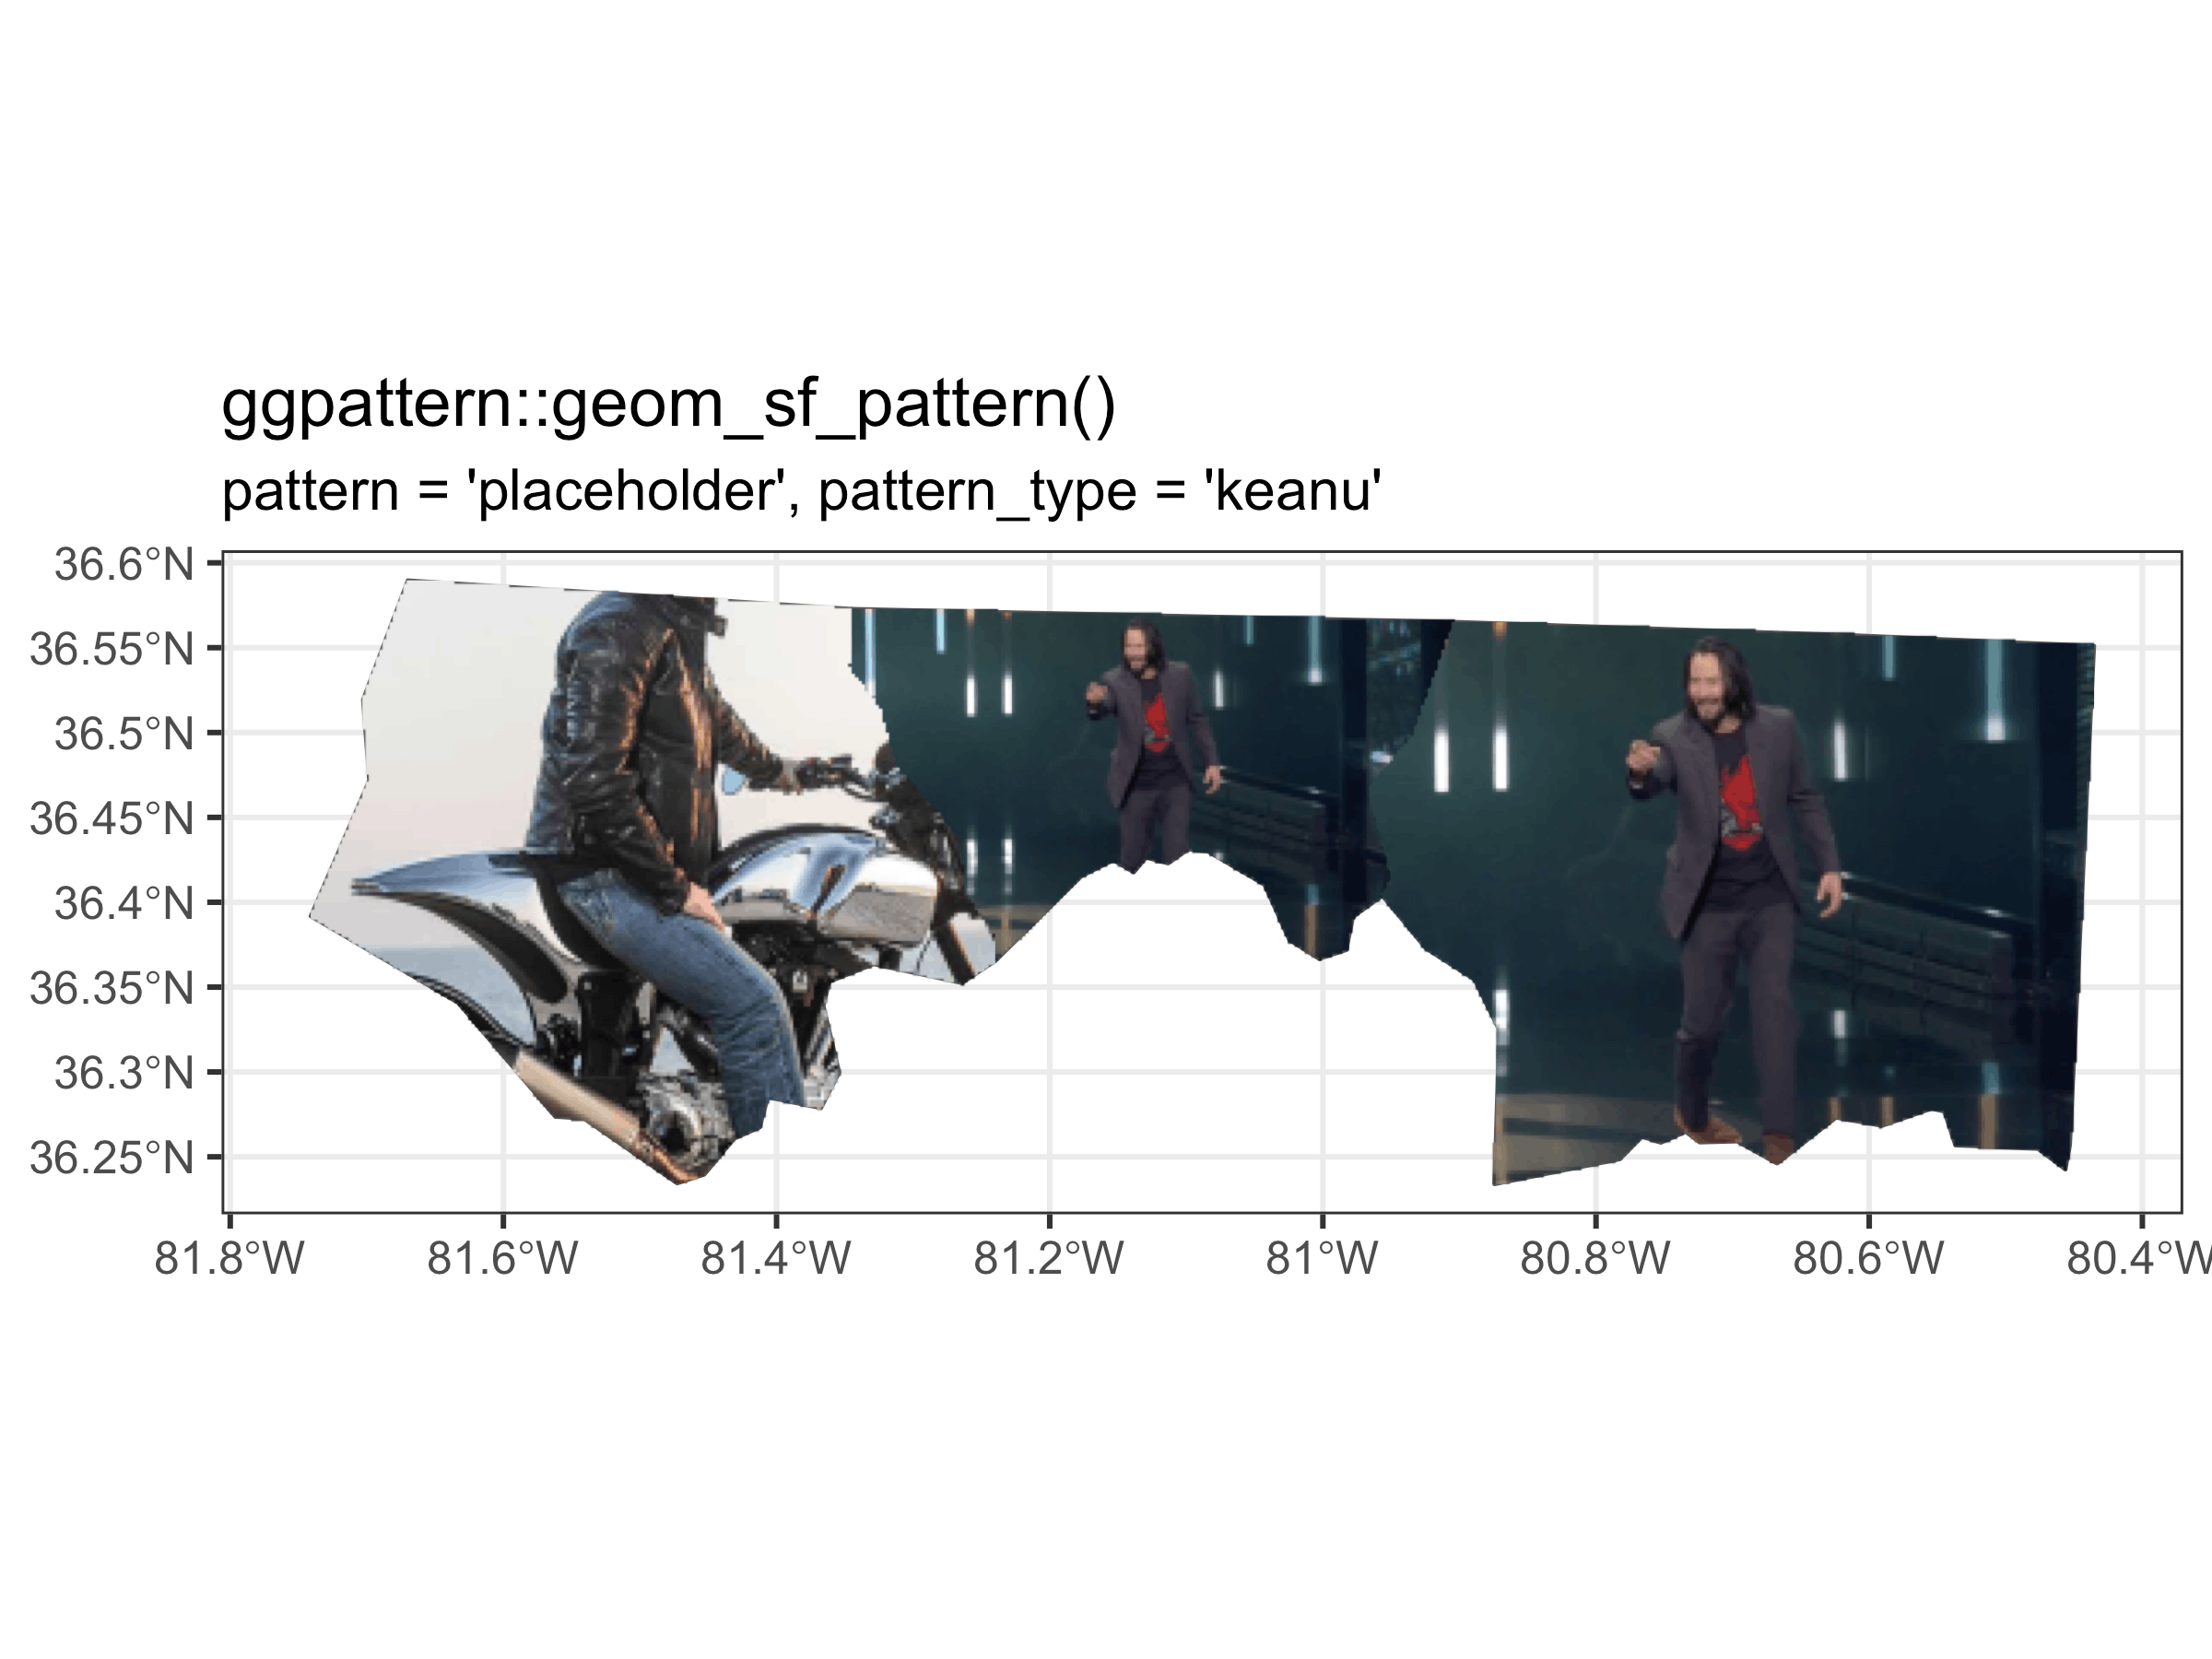 ggpattern::geom_sf_pattern()
pattern = 'placeholder', pattern_type = 'keanu'
36.6°N
36.55°N
36.5°N
36.45°N
36.4°N
36.35°N
36.3°N
36.25°N
81.8°W 81.6°W 81.4°W 81.2°W 81°W 80.8°W 80.6°W 80.4°W